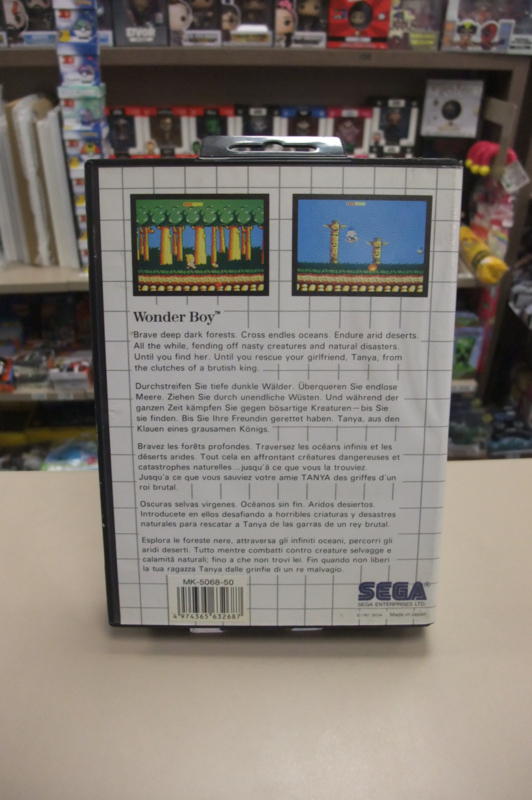 Wonder Boy™
Brave deep dark forests. Cross endles oceans. Endure arid deserts.
All the while, fending off nasty creatures and natural disasters.
Until you find her. Until you rescue your girlfriend, Tanya, from
the clutches of a brutish king.
Durchstreifen Sie tiefe dunkle Wälder. Überqueren Sie endlose
Meere. Ziehen Sie durch unendliche Wüsten. Und während der
ganzen Zeit kämpfen Sie gegen bösartige Kreaturen—bis Sie
sie finden. Bis Sie Ihre Freundin gerettet haben. Tanya, aus den
Klauen eines grausamen Königs.
Bravez les forêts profondes. Traversez les océans infinis et les
déserts arides. Tout cela en affrontant créatures dangereuses et
catastrophes naturelles...jusqu'à ce que vous la trouviez.
Jusqu'à ce que vous sauviez votre amie TANYA des griffes d'un
roi brutal.
Oscuras selvas virgenes. Océanos sin fin. Aridos desiertos.
Introducete en ellos desafiando a horribles criaturas y desastres
naturales para rescatar a Tanya de las garras de un rey brutal.
Esplora le foreste nere, attraversa gli infiniti oceani, percorri gli
aridi deserti. Tutto mentre combatti contro creature selvagge e
calamitá naturali; fino a che non trovi lei. Fin quando non liberi
la tua ragazza Tanya dalle grinfie di un re malvagio.
MK-5068-50
4 974365 632687
SEGA®
SEGA ENTERPRISES LTD.
Made in Japan